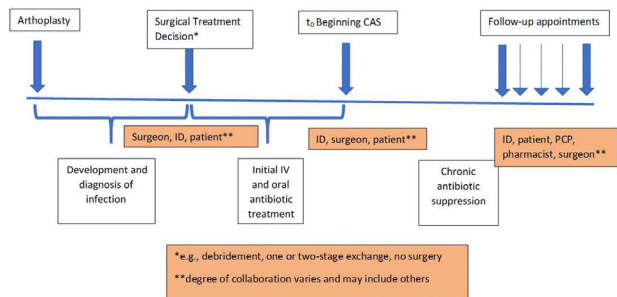 Arthoplasty
Surgical Treatment
Decision*
t₀ Beginning CAS
Follow-up appointments
Surgeon, ID, patient**
ID, surgeon, patient**
ID, patient, PCP,
pharmacist, surgeon**
Development and
diagnosis of
infection
Initial IV
and oral
antibiotic
treatment
Chronic
antibiotic
suppression
*e.g., debridement, one or two-stage exchange, no surgery
**degree of collaboration varies and may include others